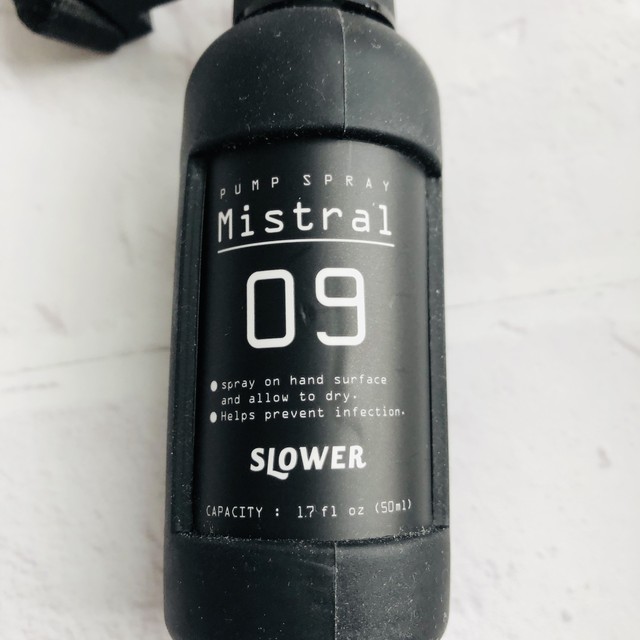 PUMP SPRAY
Mistral
09
● spray on hand surface
and allow to dry.
● Helps prevent infection.
SLOWER
CAPACITY : 1.7 fl oz (50ml)